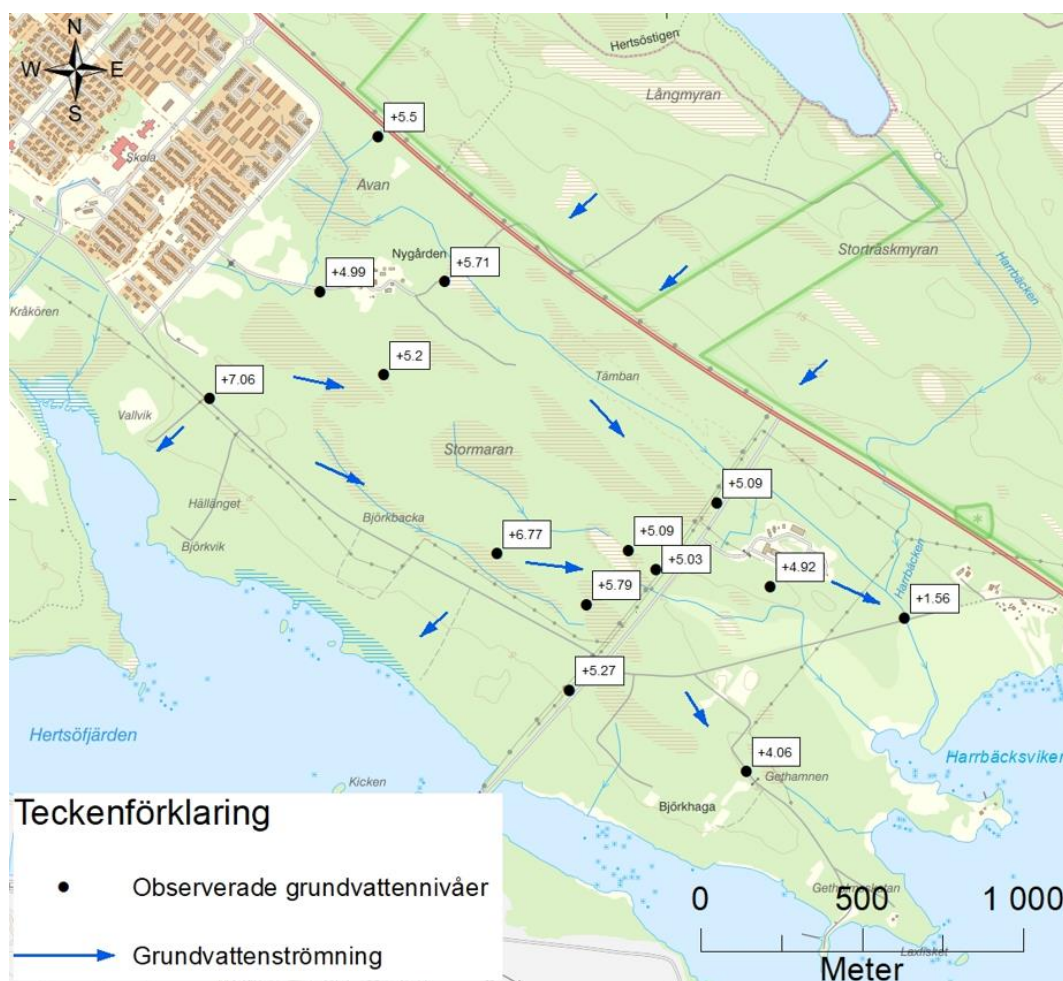 N
W E
S
Hertsöstigen
Långmyran
+5.5
Skola
Avan
Storträskmyran
Nygården
+5.71
Harrbäcken
+4.99
Kråkören
+5.2
Tämban
+7.06
Vallvik
Stormaran
Hällänget
+5.09
Björkbacka
Björkvik
+6.77
+5.09
+5.03
+4.92
Harrbäcken
+5.79
+1.56
+5.27
Hertsöfjärden
Harrbäcksviken
+4.06
Kicken
Gethamnen
Björkhaga
Teckenförklaring
Observerade grundvattennivåer
0 500 1 000
Grundvattenströmning
Laxfisket
Meter